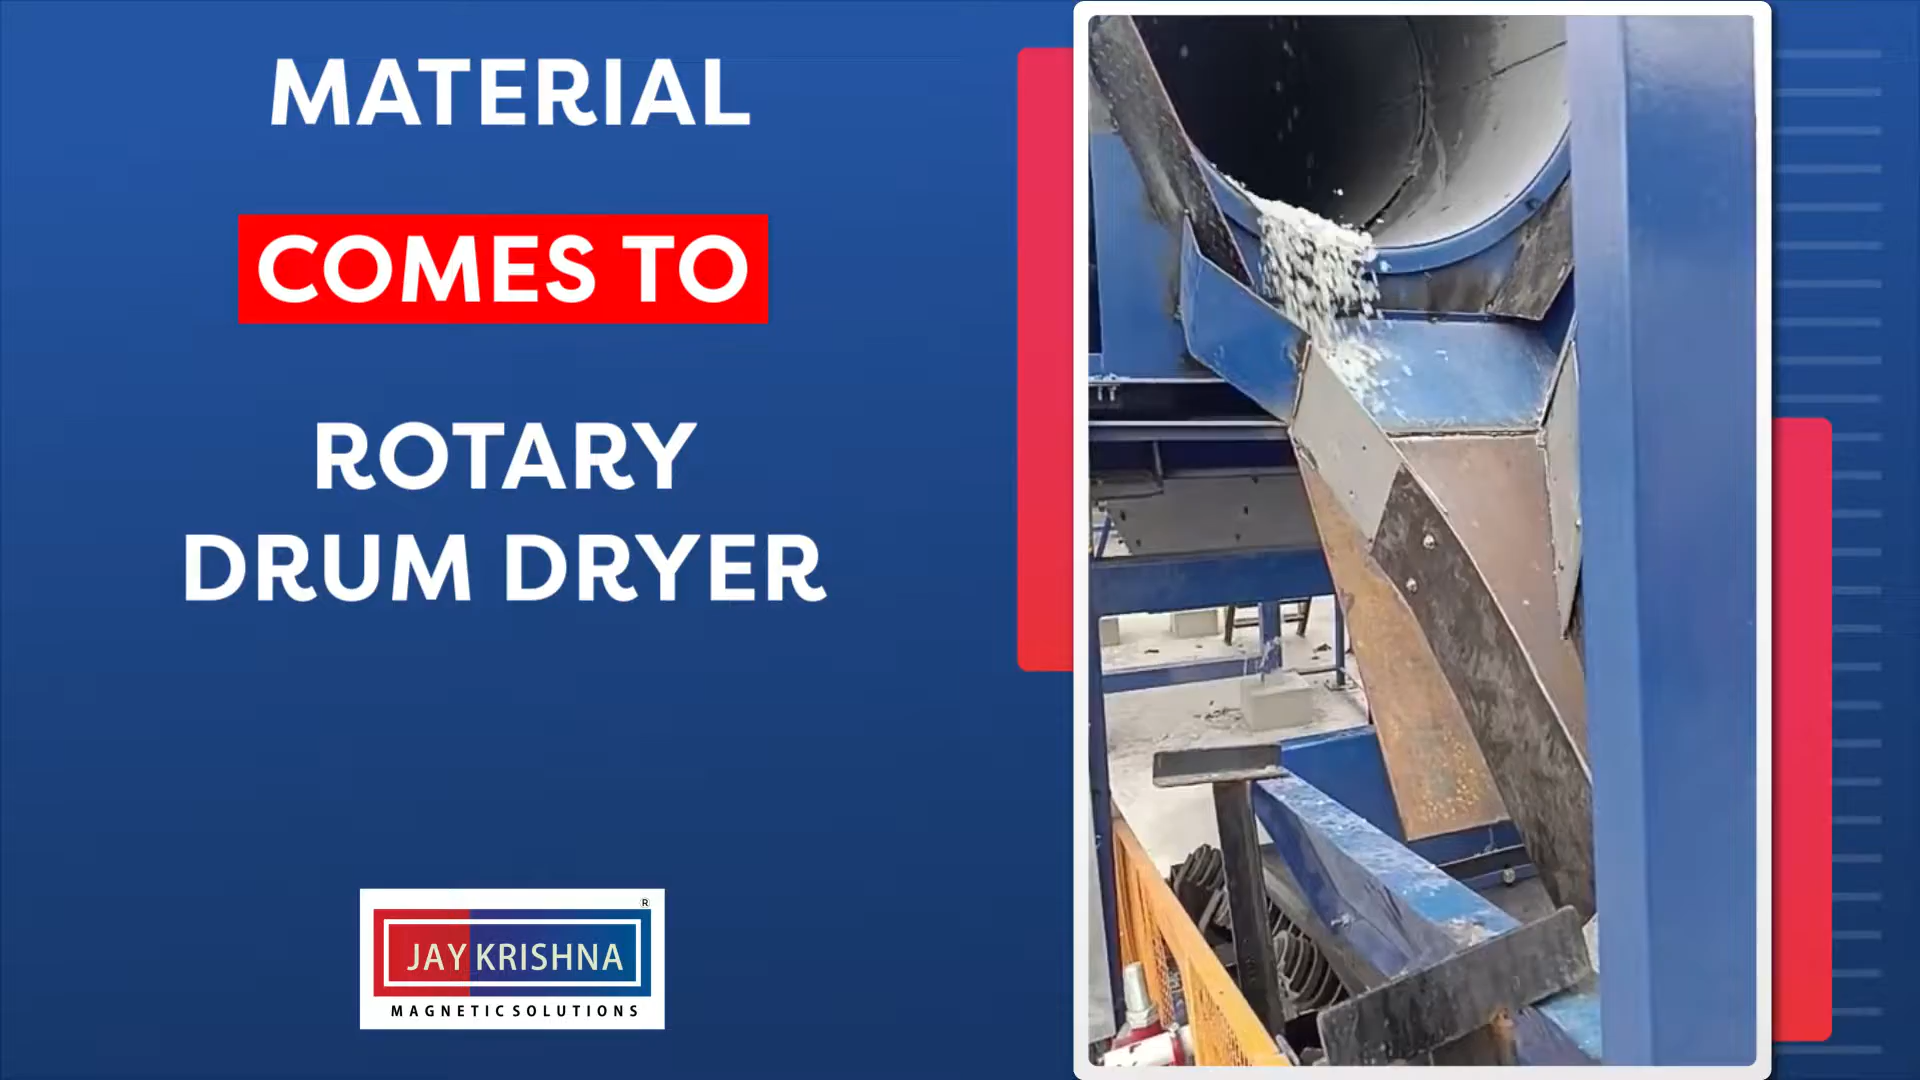 MATERIAL
COMES TO
ROTARY
DRUM DRYER
®
JAY KRISHNA
MAGNETIC SOLUTIONS